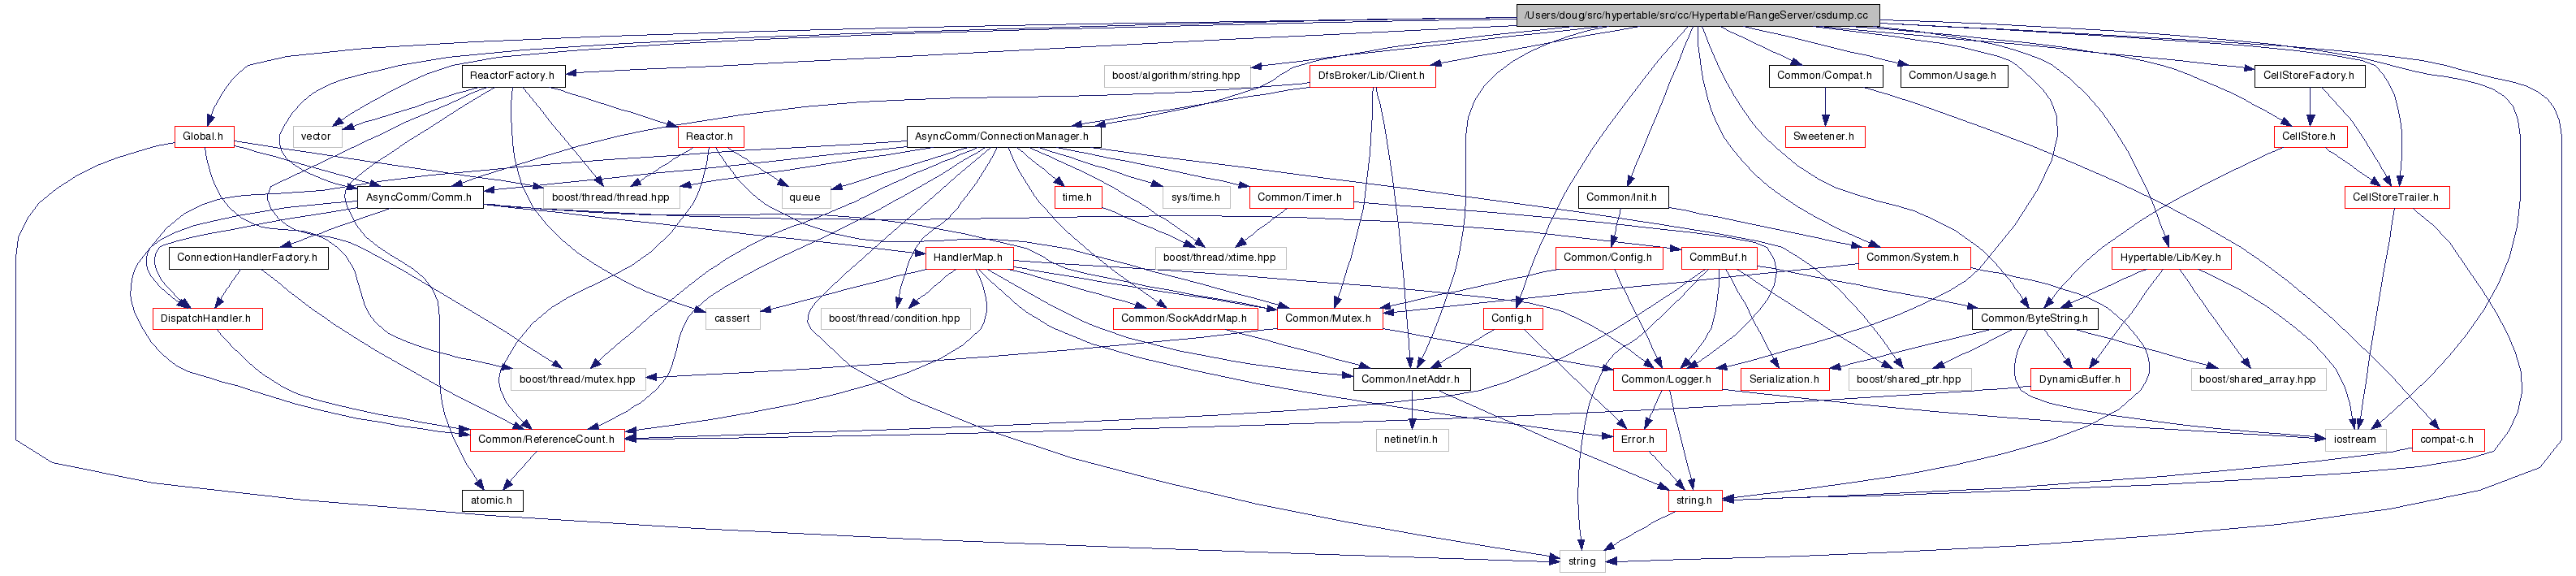 /Users/doug/src/hypertable/src/cc/Hypertable/RangeServer/csdump.cc
ReactorFactory.h
boost/algorithm/string.hpp
DfsBroker/Lib/Client.h
Common/Compat.h
Common/Usage.h
CellStoreFactory.h
Global.h
vector
Reactor.h
AsyncComm/ConnectionManager.h
Sweetener.h
CellStore.h
AsyncComm/Comm.h
boost/thread/thread.hpp
queue
time.h
sys/time.h
Common/Timer.h
Common/Init.h
CellStoreTrailer.h
ConnectionHandlerFactory.h
HandlerMap.h
boost/thread/xtime.hpp
Common/Config.h
CommBuf.h
Common/System.h
Hypertable/Lib/Key.h
DispatchHandler.h
cassert
boost/thread/condition.hpp
Common/SockAddrMap.h
Common/Mutex.h
Config.h
Common/ByteString.h
boost/thread/mutex.hpp
Common/InetAddr.h
Common/Logger.h
Serialization.h
boost/shared_ptr.hpp
DynamicBuffer.h
boost/shared_array.hpp
Common/ReferenceCount.h
netinet/in.h
Error.h
compat-c.h
iostream
atomic.h
string.h
string